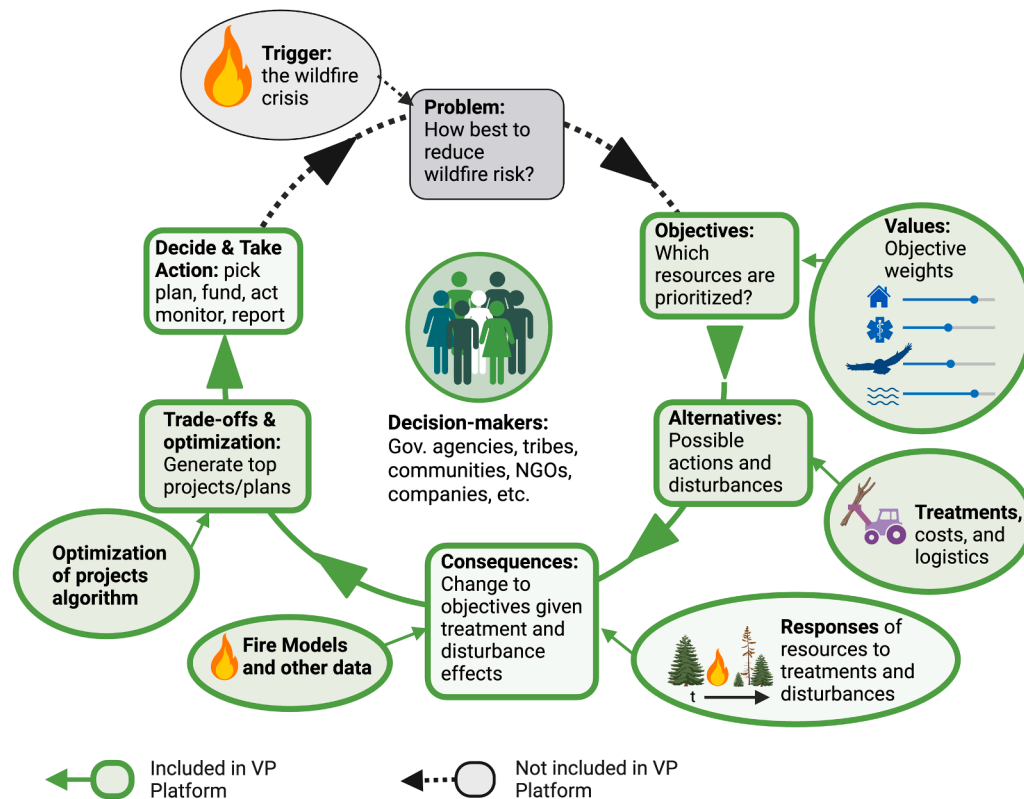 Trigger:
the wildfire
crisis
Problem:
How best to
reduce
wildfire risk?
Objectives:
Which
resources are
prioritized?
Values:
Objective
weights
Decide & Take
Action: pick
plan, fund, act
monitor, report
Decision-makers:
Gov. agencies, tribes,
communities, NGOs,
companies, etc.
Alternatives:
Possible
actions and
disturbances
Treatments,
costs, and
logistics
Trade-offs &
optimization:
Generate top
projects/plans
Optimization
of projects
algorithm
Consequences:
Change to
objectives given
treatment and
disturbance
effects
Fire Models
and other data
Responses of
resources to
treatments and
disturbances
t
Included in VP
Platform
Not included in VP
Platform